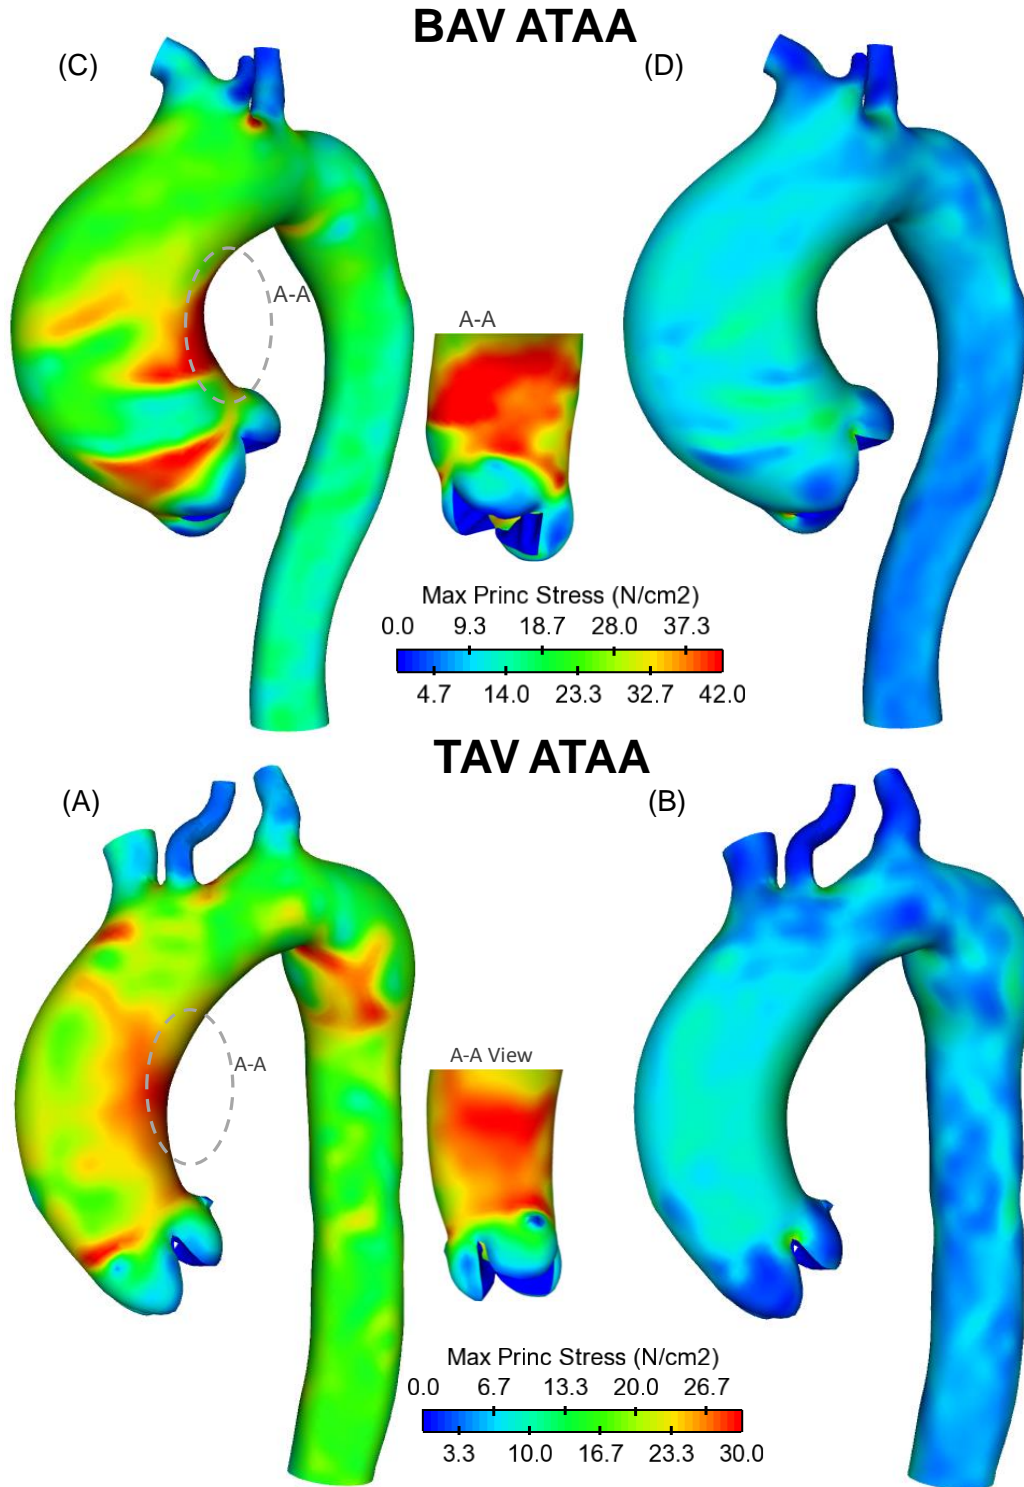 BAV ATAA
(C)
(D)
A-A
A-A
Max Princ Stress (N/cm2)
0.0 9.3 18.7 28.0 37.3
4.7 14.0 23.3 32.7 42.0
TAV ATAA
(A)
(B)
A-A
A-A View
Max Princ Stress (N/cm2)
0.0 6.7 13.3 20.0 26.7
3.3 10.0 16.7 23.3 30.0